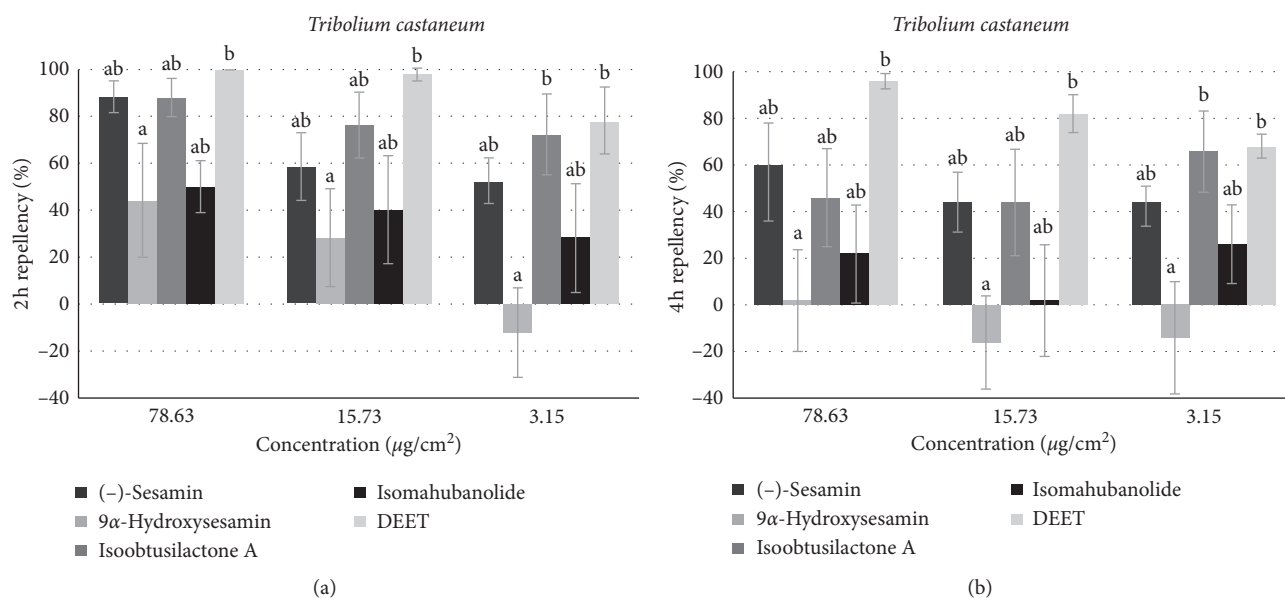 Tribolium castaneum
2h repellency (%)
100
80
60
40
20
0
–20
–40
ab
a
ab
ab
b
ab
a
ab
ab
b
ab
a
b
ab
b
78.63
15.73
3.15
Concentration (μg/cm²)
(–)-Sesamin
9α-Hydroxysesamin
Isoobtusilactone A
Isomahubanolide
DEET
(a)
Tribolium castaneum
4h repellency (%)
100
80
60
40
20
0
–20
–40
ab
a
ab
ab
b
ab
a
ab
ab
b
ab
a
b
ab
b
78.63
15.73
3.15
Concentration (μg/cm²)
(–)-Sesamin
9α-Hydroxysesamin
Isoobtusilactone A
Isomahubanolide
DEET
(b)